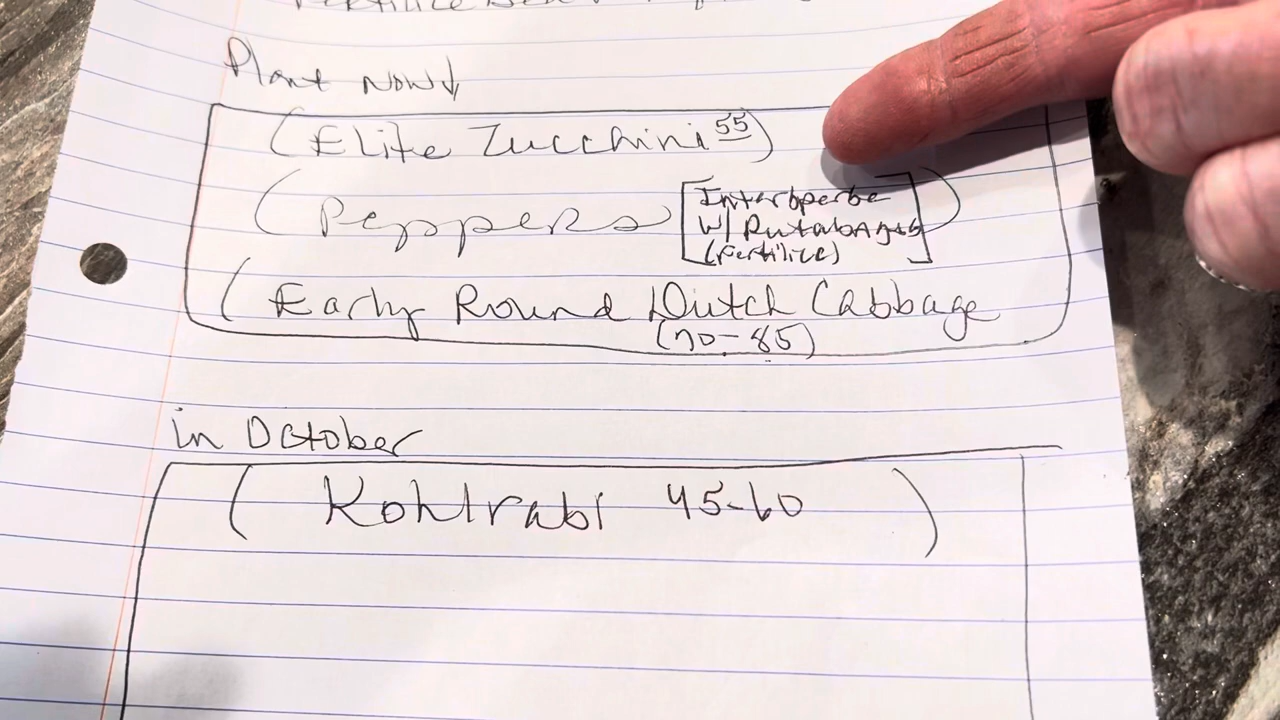 Plant Now↓
(Elite Zucchini 55)
(Peppers [Intersperse
W/ Rutabagas
(Fertilize)])
(Early Round Dutch Cabbage
(70-85)
in October
(Kohlrabi 45-60)